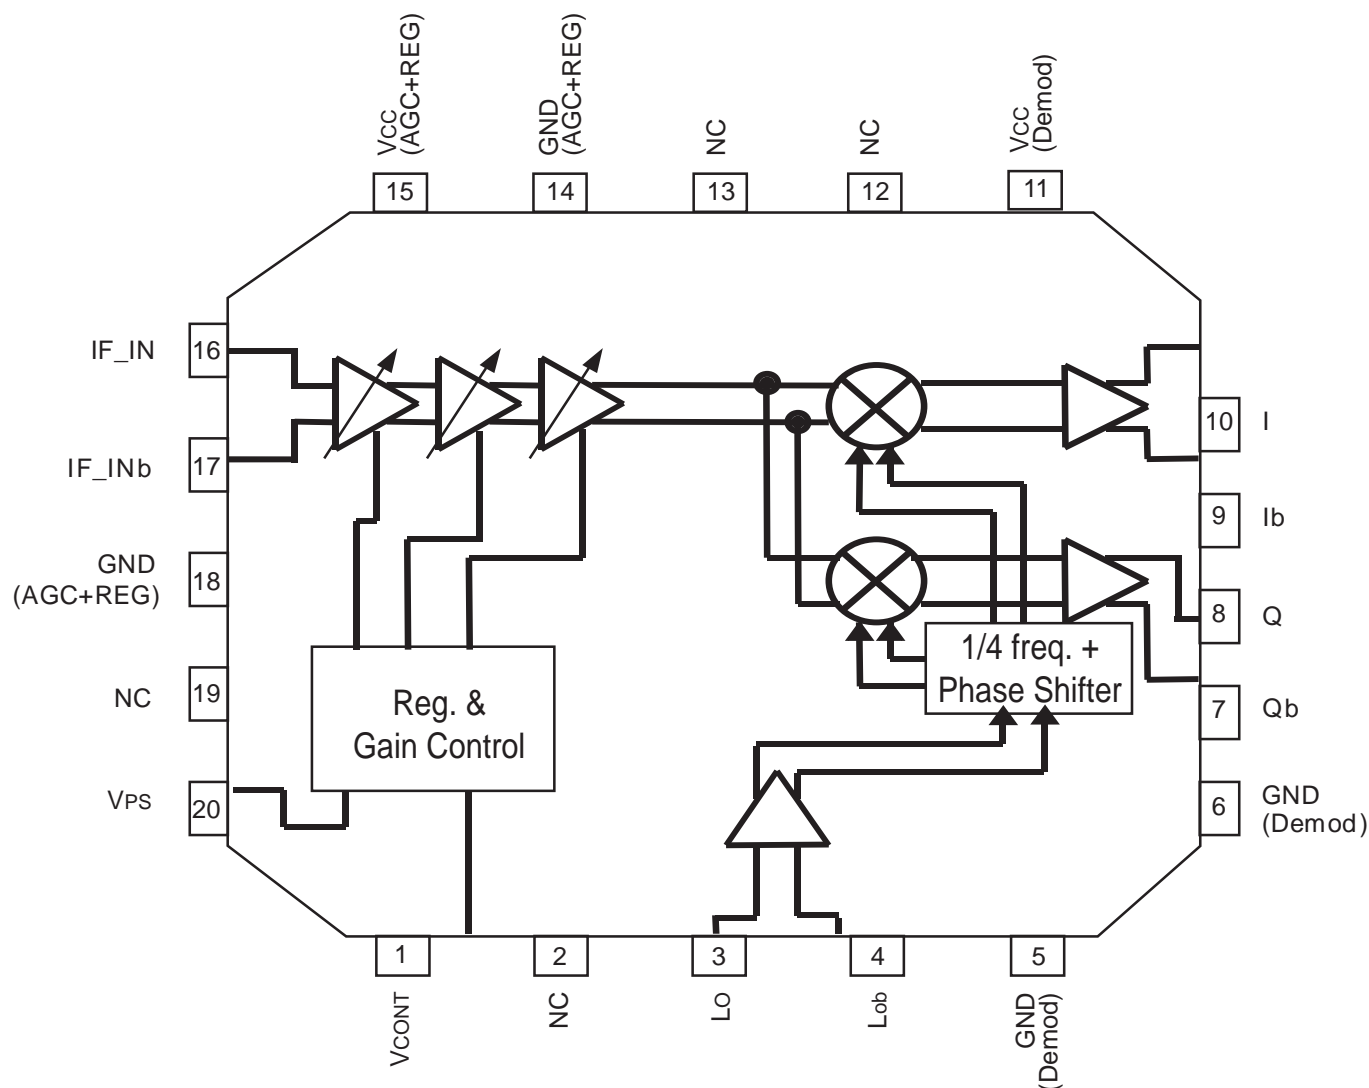 VCC
(AGC+REG)
GND
(AGC+REG)
NC
NC
VCC
(Demod)
15
14
13
12
11
IF_IN
16
IF_INb
17
GND
(AGC+REG)
18
NC
19
VPS
20
10
I
9
Ib
8
Q
7
Qb
6
GND
(Demod)
Reg. &
Gain Control
1/4 freq. +
Phase Shifter
1
2
3
4
5
VCONT
NC
LO
Lob
GND
(Demod)